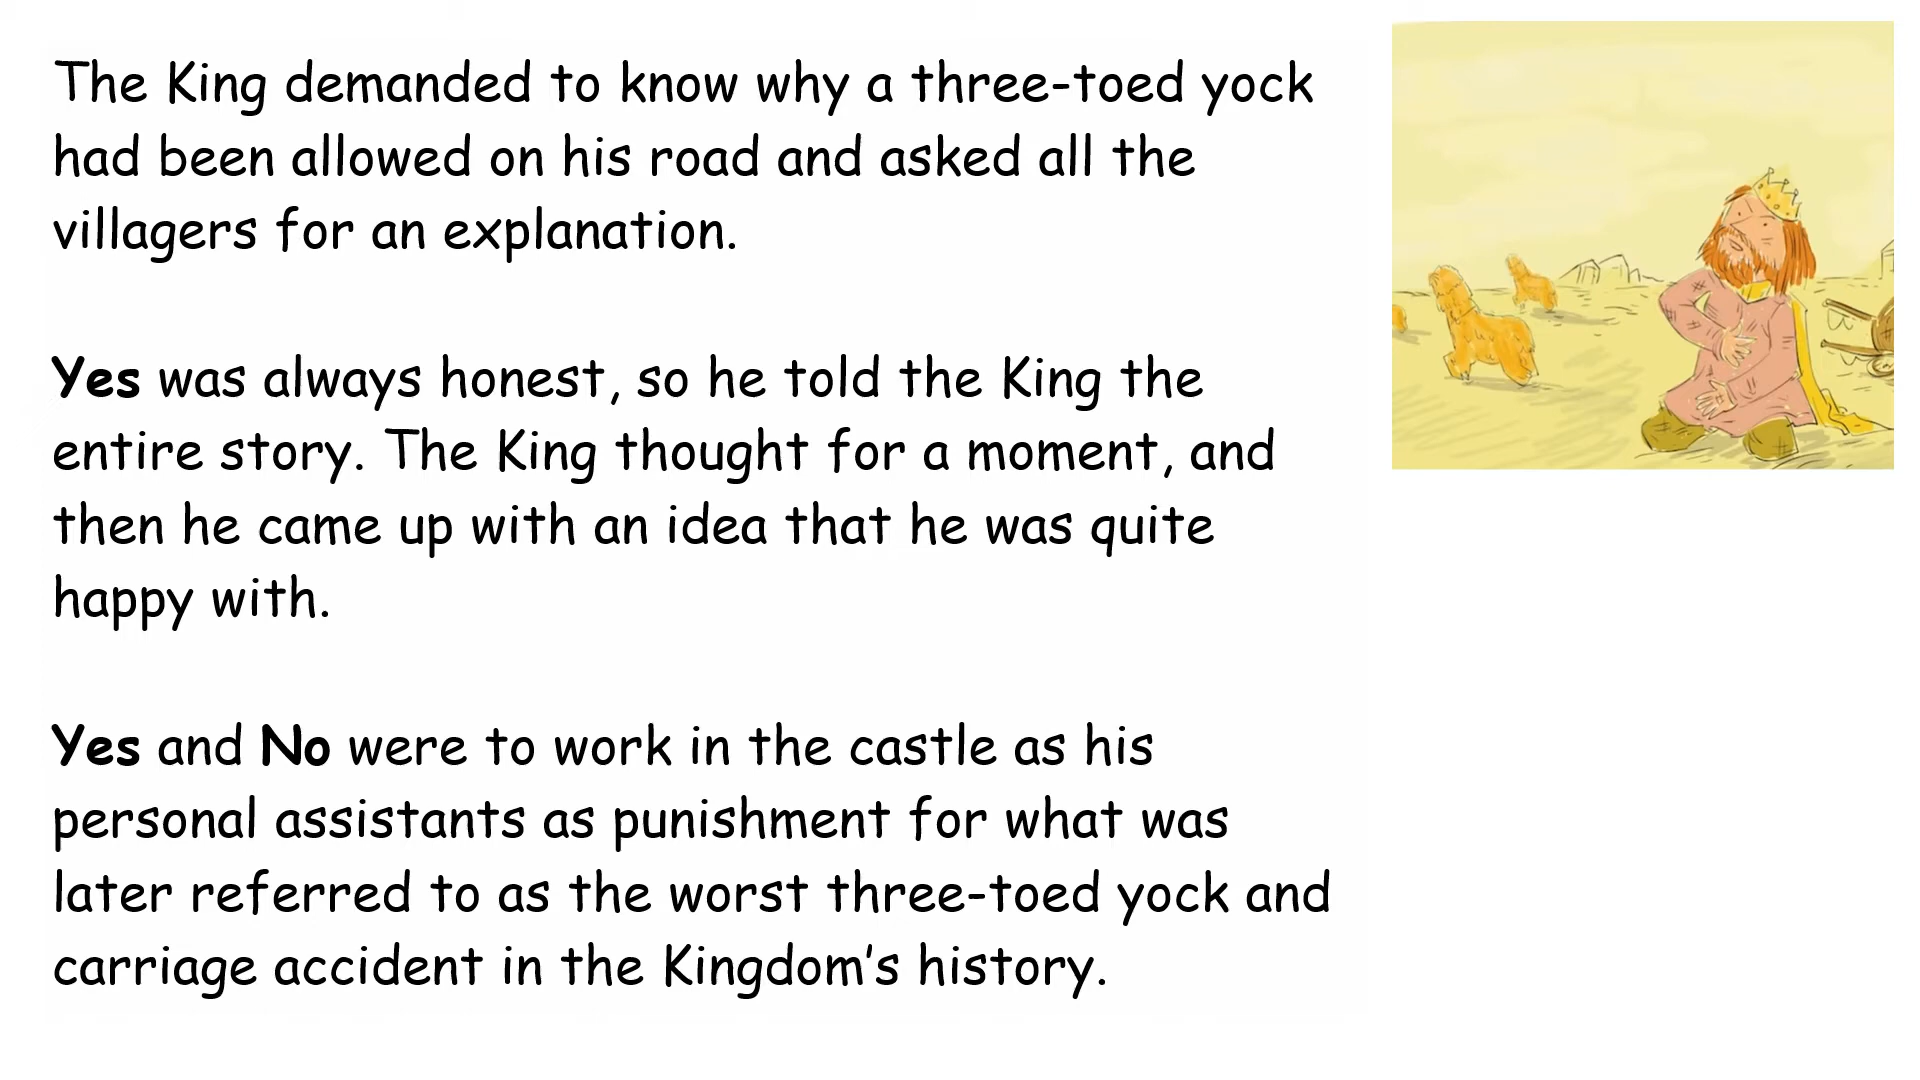 The King demanded to know why a three-toed yock
had been allowed on his road and asked all the
villagers for an explanation.
Yes was always honest, so he told the King the
entire story. The King thought for a moment, and
then he came up with an idea that he was quite
happy with.
Yes and No were to work in the castle as his
personal assistants as punishment for what was
later referred to as the worst three-toed yock and
carriage accident in the Kingdom’s history.